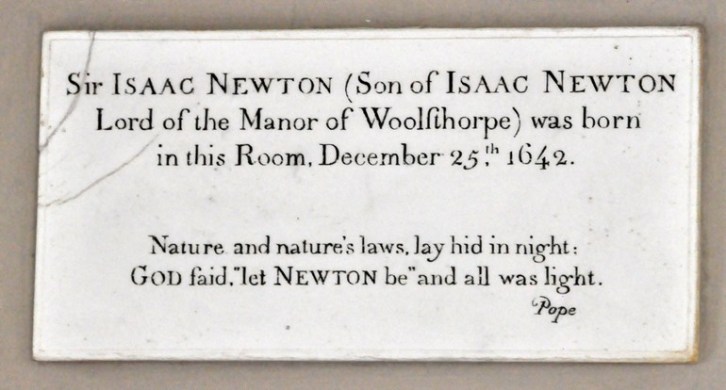 Sir ISAAC NEWTON (Son of ISAAC NEWTON
Lord of the Manor of Woolſthorpe) was born
in this Room, December 25.th 1642.
Nature and nature's laws, lay hid in night:
GOD ſaid, "let NEWTON be" and all was light.
Pope